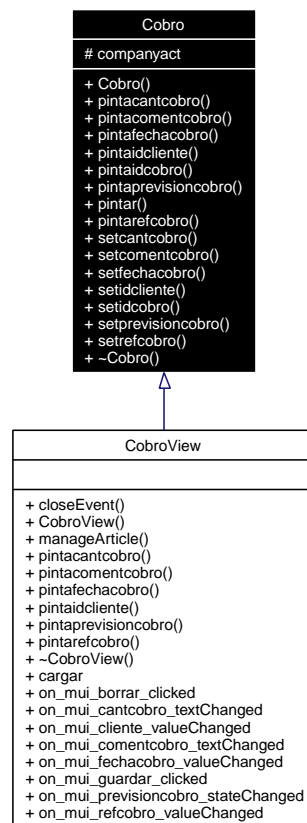 Cobro
# companyact
+ Cobro()
+ pintacantcobro()
+ pintacomentcobro()
+ pintafechacobro()
+ pintaidcliente()
+ pintaidcobro()
+ pintaprevisioncobro()
+ pintar()
+ pintarefcobro()
+ setcantcobro()
+ setcomentcobro()
+ setfechacobro()
+ setidcliente()
+ setidcobro()
+ setprevisioncobro()
+ setrefcobro()
+ ~Cobro()
CobroView
+ closeEvent()
+ CobroView()
+ manageArticle()
+ pintacantcobro()
+ pintacomentcobro()
+ pintafechacobro()
+ pintaidcliente()
+ pintaprevisioncobro()
+ pintarefcobro()
+ ~CobroView()
+ cargar
+ on_mui_borrar_clicked
+ on_mui_cantcobro_textChanged
+ on_mui_cliente_valueChanged
+ on_mui_comentcobro_textChanged
+ on_mui_fechacobro_valueChanged
+ on_mui_guardar_clicked
+ on_mui_previsioncobro_stateChanged
+ on_mui_refcobro_valueChanged